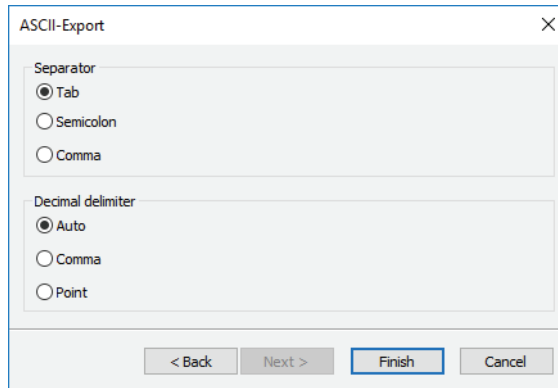 ASCII-Export
Separator
Tab
Semicolon
Comma
Decimal delimiter
Auto
Comma
Point
< Back Next > Finish Cancel